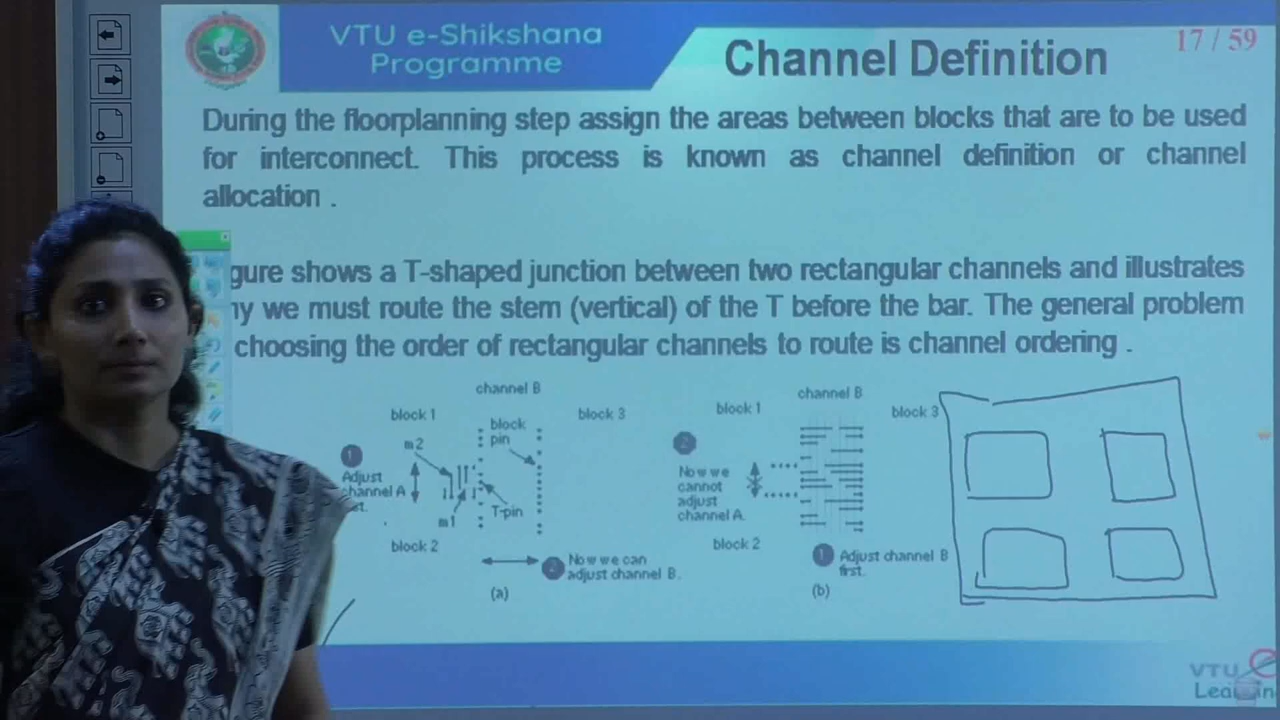 VTU e-Shikshana
Programme
Channel Definition
17 / 59
During the floorplanning step assign the areas between blocks that are to be used
for interconnect. This process is known as channel definition or channel
allocation .
gure shows a T-shaped junction between two rectangular channels and illustrates
hy we must route the stem (vertical) of the T before the bar. The general problem
choosing the order of rectangular channels to route is channel ordering .
channel B
block 1
block 3
block
pin
m2
1
Adjust
channel A
T-pin
m1
block 2
2
Now we can
adjust channel B.
(a)
channel B
block 1
block 3
2
Now we
cannot
adjust
channel A.
block 2
1
Adjust channel B
first.
(b)
VTU